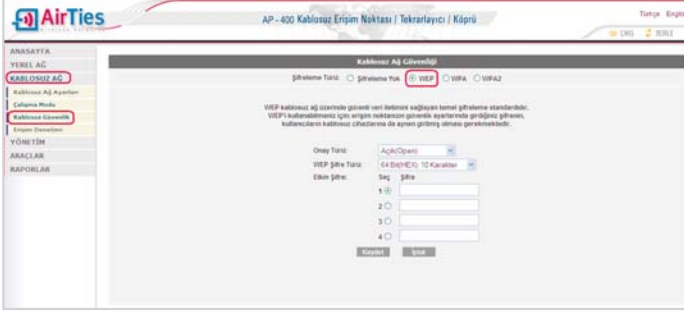 AirTies
AP - 400 Kablosuz Erişim Noktası | Tekrarlayıcı | Köprü
ANASAYFA
YEREL AĞ
KABLOSUZ AĞ
Kablosuz Ağ Ayarları
Çalışma Modu
Kablosuz Güvenlik
Erişim Denetimi
YÖNETİM
ARAÇLAR
RAPORLAR
Kablosuz Ağ Güvenliği
Şifreleme Türü: Şifreleme Yok WEP WPA WPA2
WEP kablosuz ağ üzerinde güvenli veri iletimini sağlayan temel şifreleme standardıdır.
WEP'i kullanabilmeniz için; erişim noktanızın güvenlik ayarlarında girdiğiniz şifrenin,
kullanıcıların kablosuz cihazlarına da aynen girilmiş olması gerekmektedir.
Onay Türü: Açık(Open)
WEP Şifre Türü: 64 Bit(HEX) 10 Karakter
Etkin Şifre: Seç Şifre
1
2
3
4
Kaydet İptal